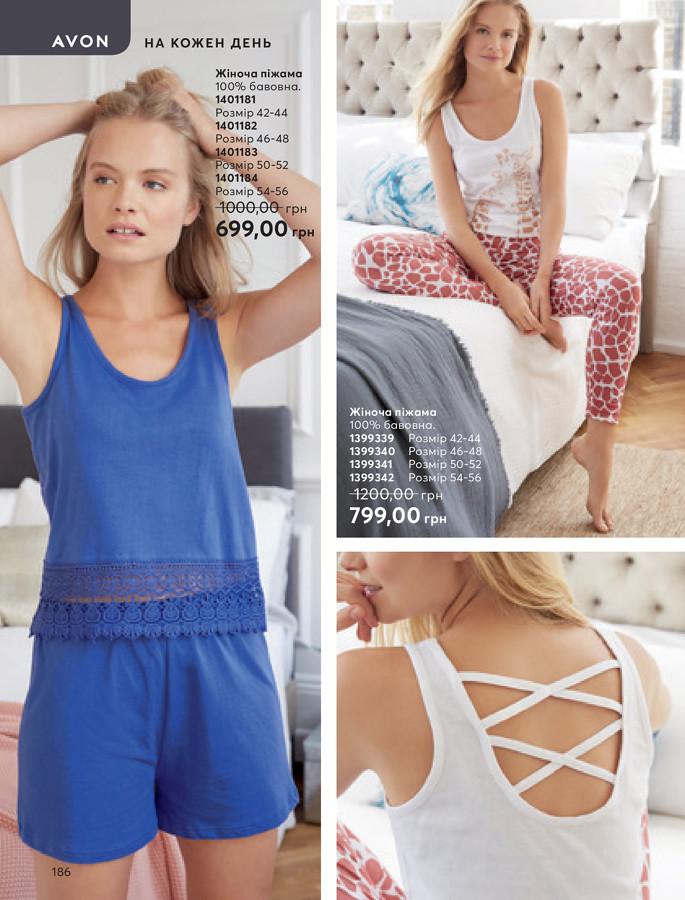 AVON
НА КОЖЕН ДЕНЬ
Жіноча піжама
100% бавовна.
1401181
Розмір 42-44
1401182
Розмір 46-48
1401183
Розмір 50-52
1401184
Розмір 54-56
1000,00 грн
699,00 грн
Жіноча піжама
100% бавовна.
1399339 Розмір 42-44
1399340 Розмір 46-48
1399341 Розмір 50-52
1399342 Розмір 54-56
1200,00 грн
799,00 грн
186